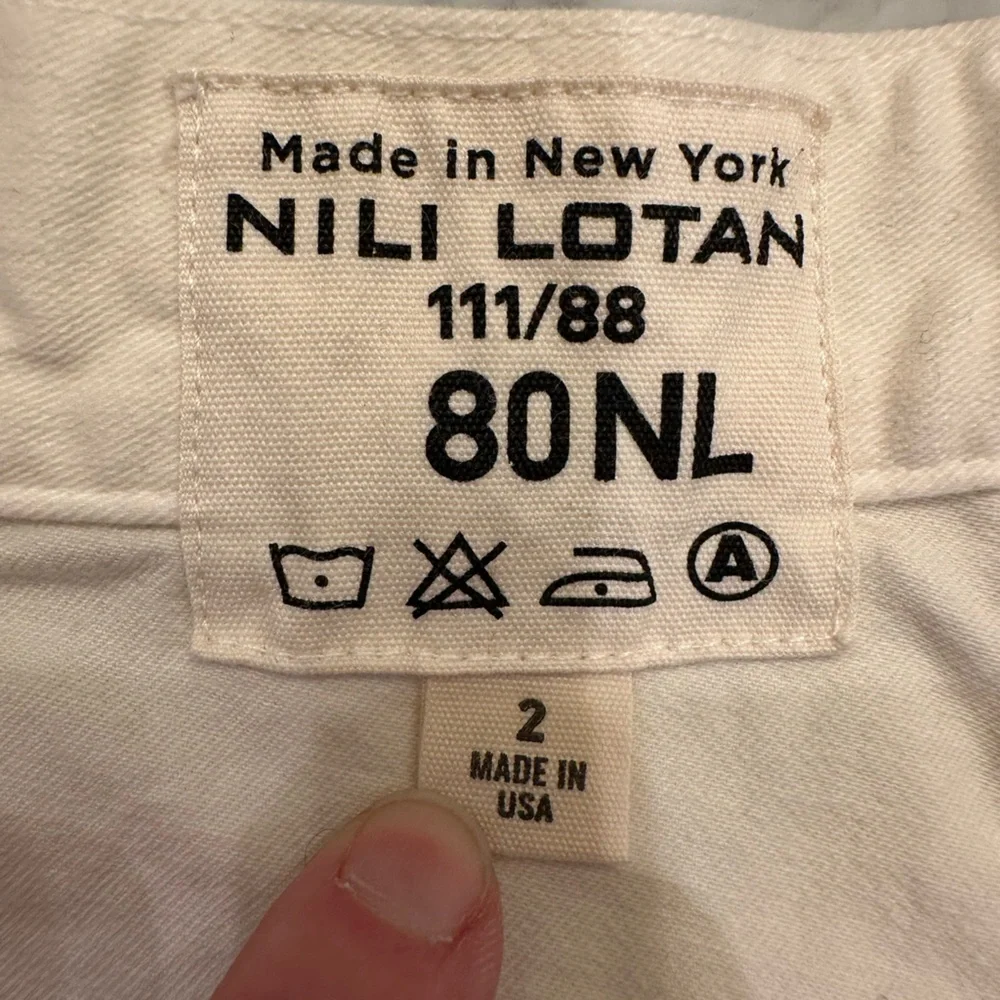 Made in New York
NILI LOTAN
111/88
80NL
A
2
MADE IN
USA